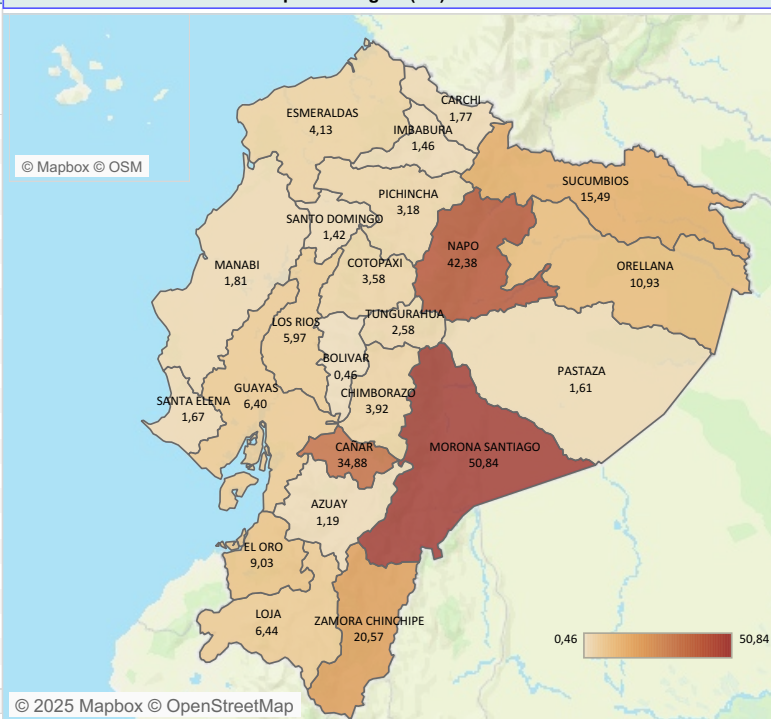 CARCHI
1,77
ESMERALDAS
4,13
IMBABURA
1,46
© Mapbox © OSM
SUCUMBIOS
15,49
PICHINCHA
3,18
SANTO DOMINGO
1,42
NAPO
42,38
COTOPAXI
3,58
MANABI
1,81
ORELLANA
10,93
TUNGURAHUA
2,58
LOS RIOS
5,97
BOLIVAR
0,46
PASTAZA
1,61
GUAYAS
6,40
CHIMBORAZO
3,92
SANTA ELENA
1,67
CAÑAR
34,88
MORONA SANTIAGO
50,84
AZUAY
1,19
EL ORO
9,03
LOJA
6,44
ZAMORA CHINCHIPE
20,57
0,46
50,84
© 2025 Mapbox © OpenStreetMap